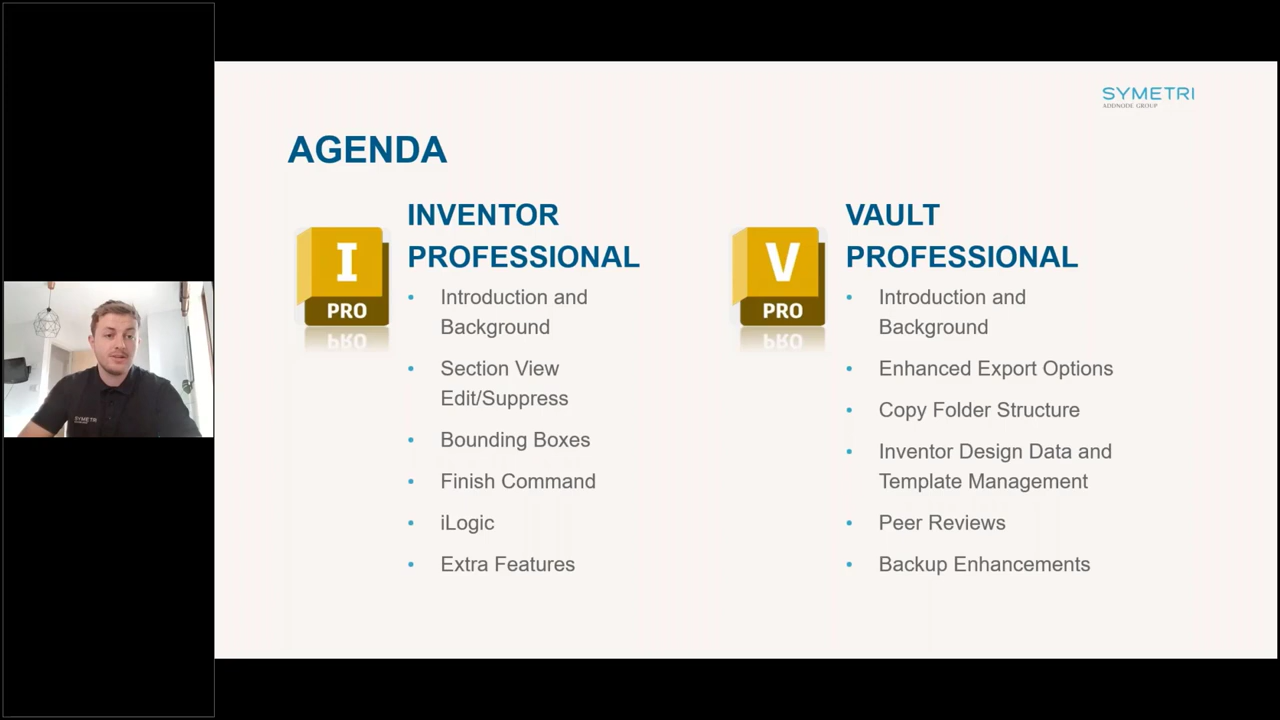 SYMETRI
ADDNODE GROUP
AGENDA
I
PRO
INVENTOR
PROFESSIONAL
• Introduction and
Background
• Section View
Edit/Suppress
• Bounding Boxes
• Finish Command
• iLogic
• Extra Features
V
PRO
VAULT
PROFESSIONAL
• Introduction and
Background
• Enhanced Export Options
• Copy Folder Structure
• Inventor Design Data and
Template Management
• Peer Reviews
• Backup Enhancements
SYMETRI